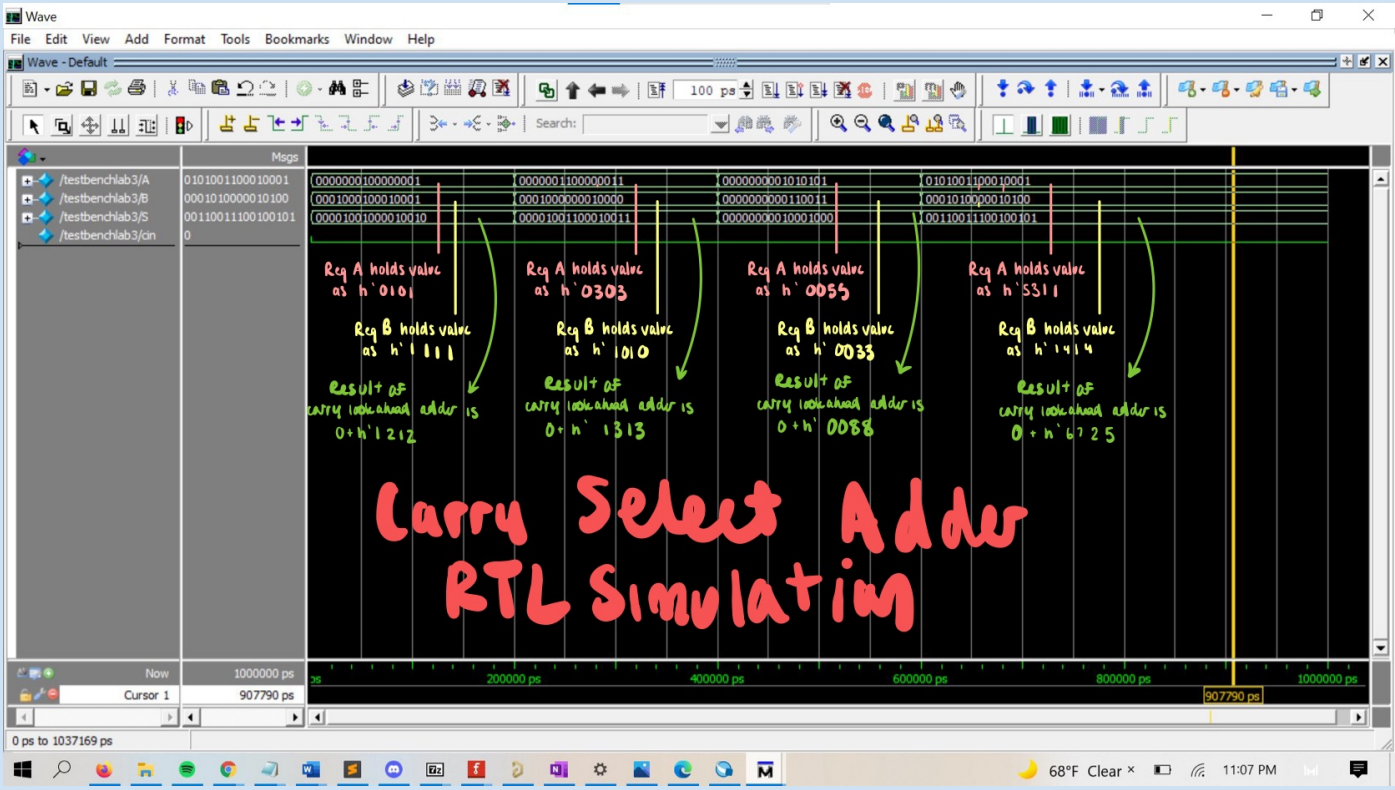 Wave
File Edit View Add Format Tools Bookmarks Window Help
Wave - Default
100 ps
Search:
Msgs
/testbenchlab3/A 0101001100010001 0000000100000001 0000001100000011 0000000001010101 0101001100010001
/testbenchlab3/B 0001010000010100 0001000100010001 0001000000010000 0000000000110011 0001010000010100
/testbenchlab3/S 00110011100100101 00001001000010010 00001001100010011 00000000010001000 00110011100100101
/testbenchlab3/cin 0
Reg A holds value
as h'0101
Reg B holds value
as h'1111
Result of
carry lookahead adder is
0+h'1212
Reg A holds value
as h'0303
Reg B holds value
as h'1010
Result of
carry lookahead adder is
0+h'1313
Reg A holds value
as h'0055
Reg B holds value
as h'0033
Result of
carry lookahead adder is
0+h'0088
Reg A holds value
as h'5311
Reg B holds value
as h'1414
Result of
carry lookahead adder is
0+h'6725
Carry Select Adder
RTL Simulation
Now 1000000 ps ps 200000 ps 400000 ps 600000 ps 800000 ps 1000000 ps
Cursor 1 907790 ps 907790 ps
0 ps to 1037169 ps
68°F Clear 11:07 PM